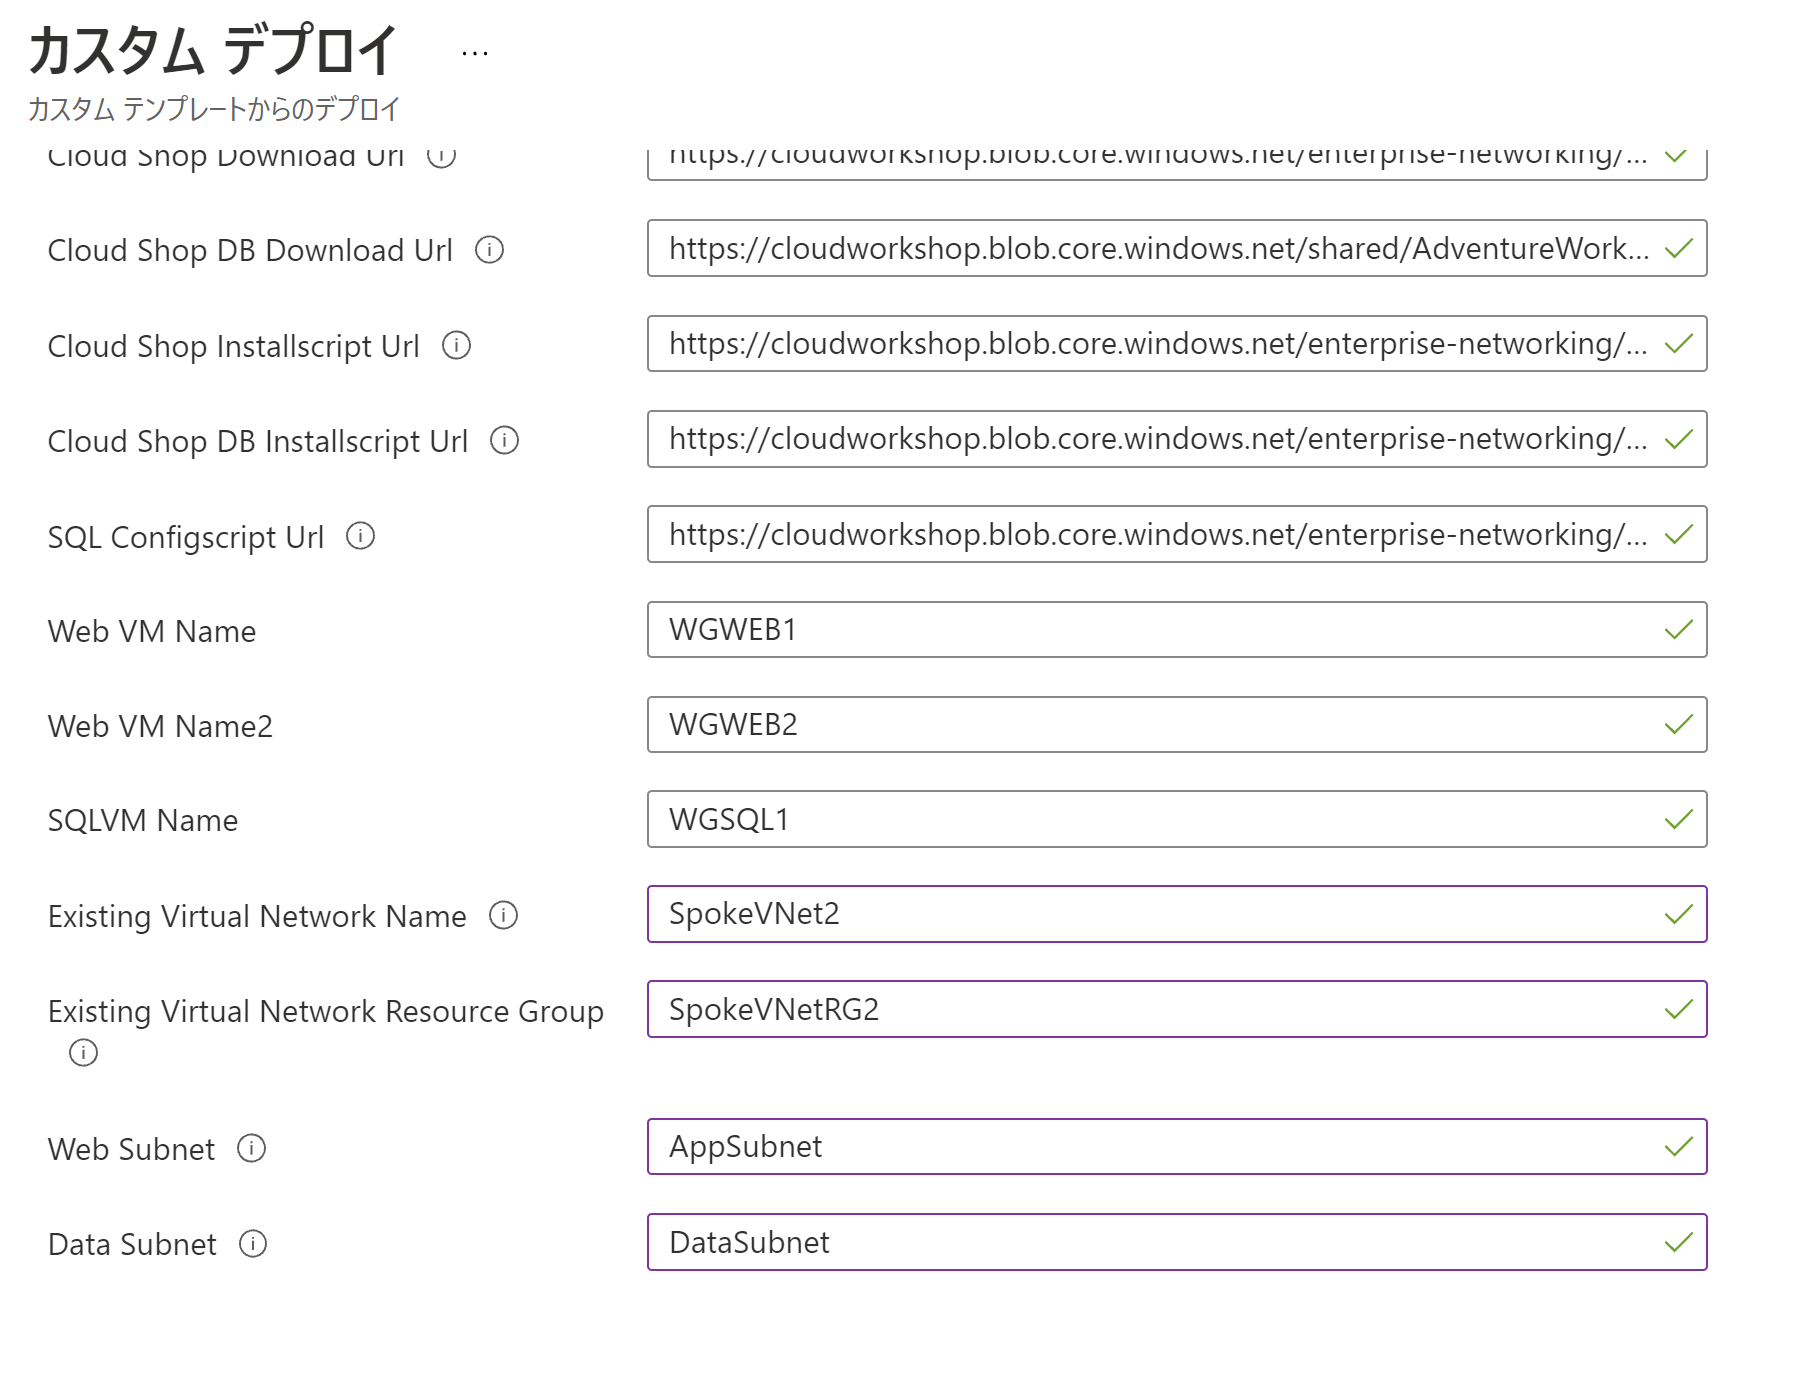 カスタム デプロイ ...
カスタム テンプレートからのデプロイ
Cloud Shop Download Url https://cloudworkshop.blob.core.windows.net/enterprise-networking/...
Cloud Shop DB Download Url https://cloudworkshop.blob.core.windows.net/shared/AdventureWork...
Cloud Shop Installscript Url https://cloudworkshop.blob.core.windows.net/enterprise-networking/...
Cloud Shop DB Installscript Url https://cloudworkshop.blob.core.windows.net/enterprise-networking/...
SQL Configscript Url https://cloudworkshop.blob.core.windows.net/enterprise-networking/...
Web VM Name WGWEB1
Web VM Name2 WGWEB2
SQLVM Name WGSQL1
Existing Virtual Network Name SpokeVNet2
Existing Virtual Network Resource Group SpokeVNetRG2
Web Subnet AppSubnet
Data Subnet DataSubnet